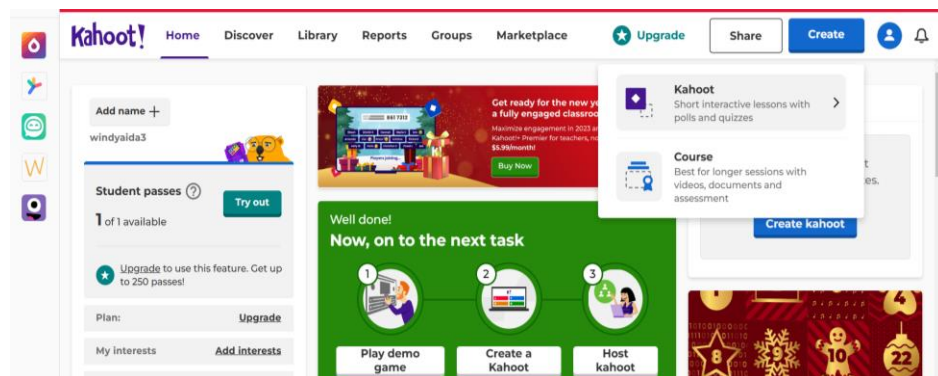 Kahoot!
Home Discover Library Reports Groups Marketplace
Upgrade
Share
Create
Add name +
windyaida3
Student passes ?
1 of 1 available
Try out
Upgrade to use this feature. Get up
to 250 passes!
Plan: Upgrade
My interests Add interests
Get ready for the new ye
a fully engaged classroo
Maximize engagement in 2023 an
Kahoot!+ Premier for teachers, no
$5.99/month!
Buy Now
Players joining...
Well done!
Now, on to the next task
1
2
3
Play demo
game
Create a
Kahoot
Host
kahoot
Kahoot
Short interactive lessons with
polls and quizzes
Course
Best for longer sessions with
videos, documents and
assessment
t
es.
Create kahoot
4
8
9
10
22